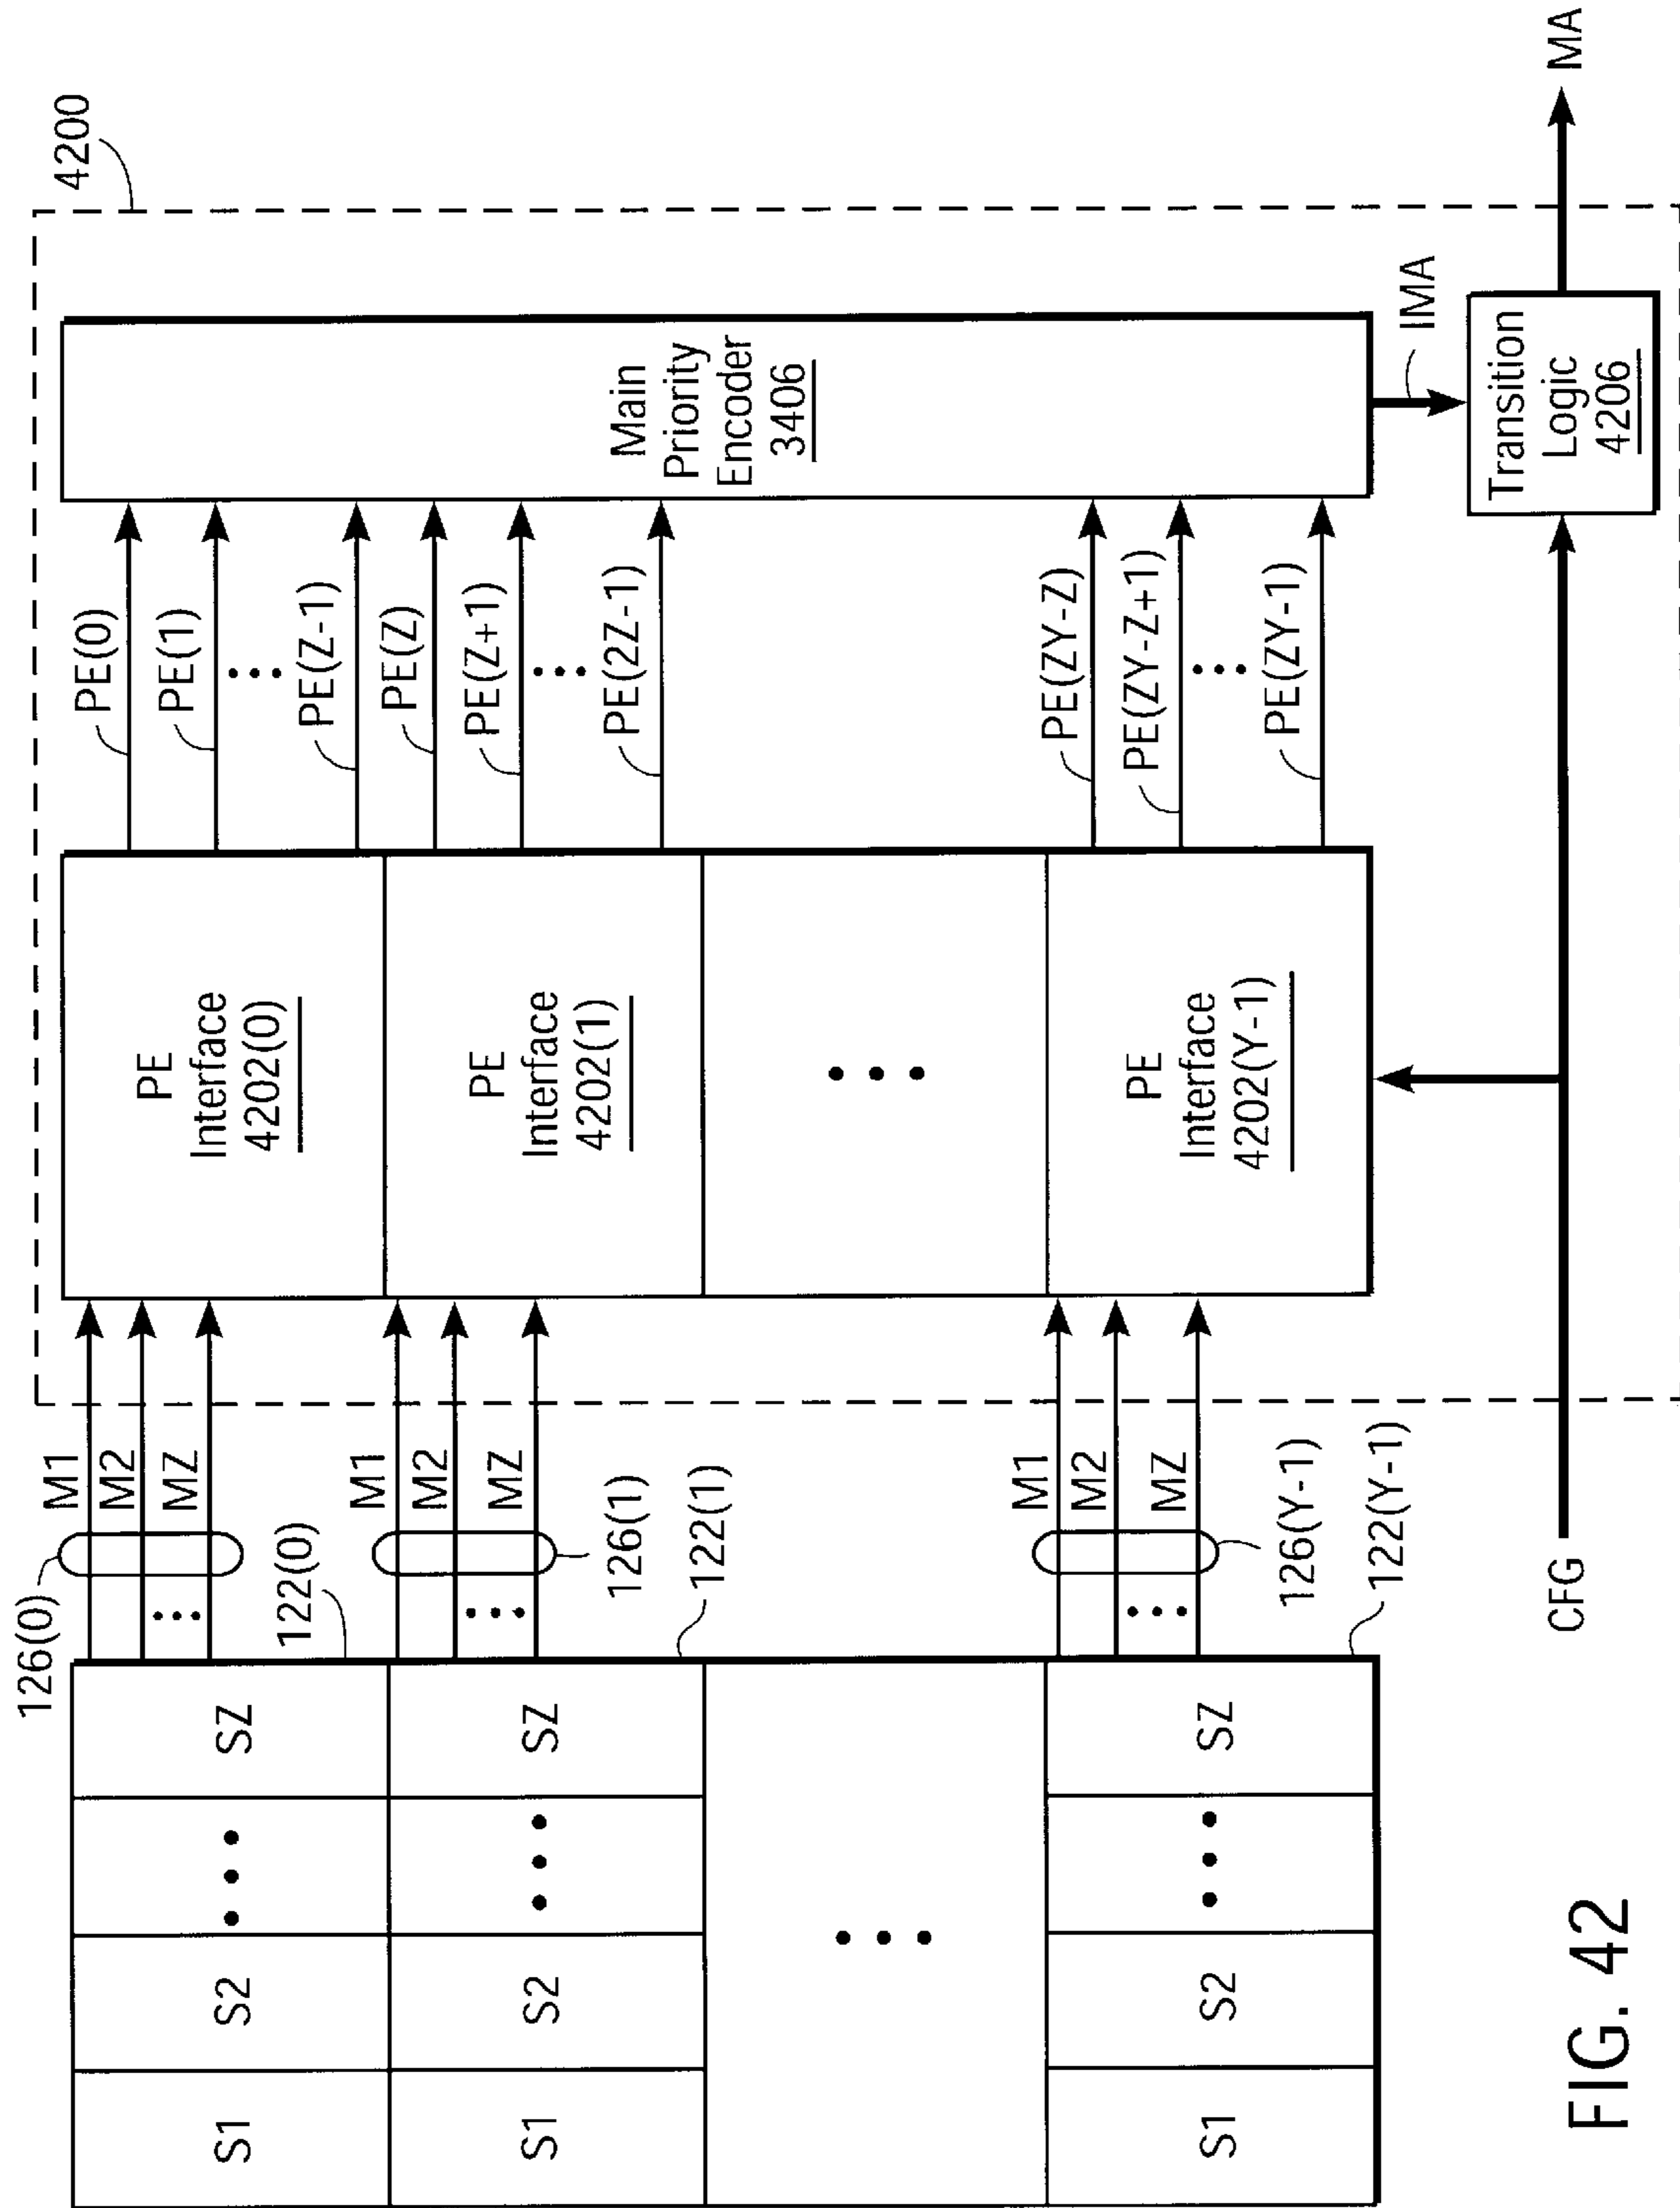 4200
126(0)
M1
M2
MZ
122(0)
S1
S2
SZ
PE
Interface
4202(0)
PE(0)
PE(1)
PE(Z-1)
M1
M2
MZ
126(1)
122(1)
S1
S2
SZ
PE
Interface
4202(1)
PE(Z)
PE(Z+1)
PE(2Z-1)
Main
Priority
Encoder
3406
M1
M2
MZ
126(Y-1)
122(Y-1)
S1
S2
SZ
PE
Interface
4202(Y-1)
PE(ZY-Z)
PE(ZY-Z+1)
PE(ZY-1)
IMA
CFG
Transition
Logic
4206
MA
FIG. 42